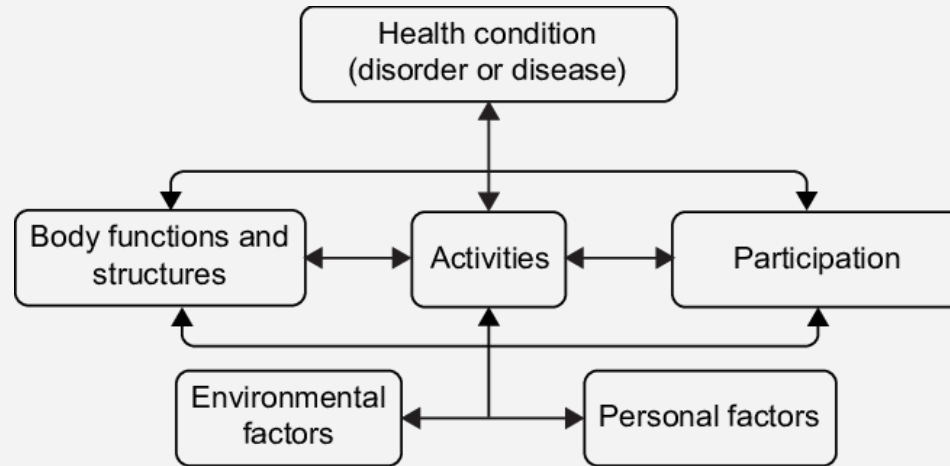 Health condition
(disorder or disease)
Body functions and
structures
Activities
Participation
Environmental
factors
Personal factors